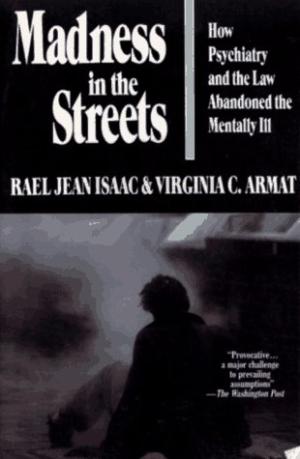 Madness
in the
Streets
How
Psychiatry
and the Law
Abandoned the
Mentally Ill
RAEL JEAN ISAAC & VIRGINIA C. ARMAT
"Provocative...
a major challenge
to prevailing
assumptions"
—The Washington Post